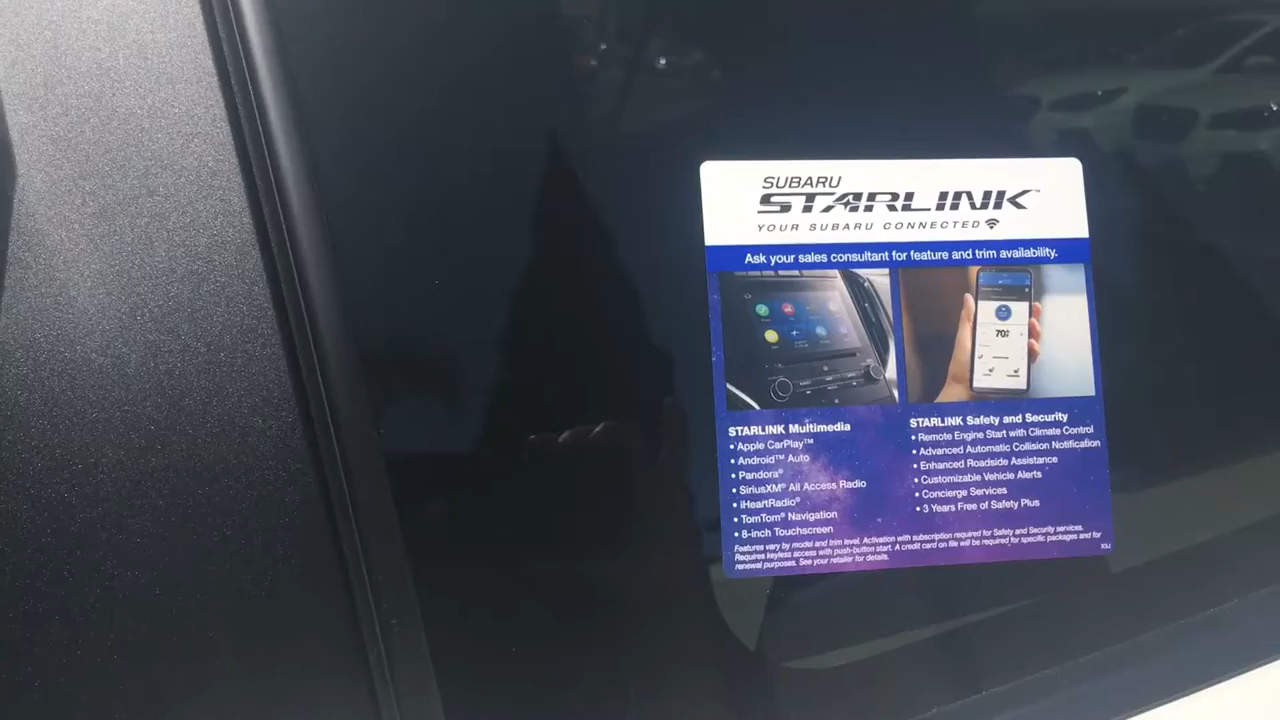 SUBARU
STARLINK™
YOUR SUBARU CONNECTED
Ask your sales consultant for feature and trim availability.
70
STARLINK Multimedia
• Apple CarPlay™
• Android™ Auto
• Pandora®
• SiriusXM® All Access Radio
• iHeartRadio®
• TomTom® Navigation
• 8-inch Touchscreen
STARLINK Safety and Security
• Remote Engine Start with Climate Control
• Advanced Automatic Collision Notification
• Enhanced Roadside Assistance
• Customizable Vehicle Alerts
• Concierge Services
• 3 Years Free of Safety Plus
Features vary by model and trim level. Activation with subscription required for Safety and Security services.
Requires keyless access with push-button start. A credit card on file will be required for specific packages and for
renewal purposes. See your retailer for details.